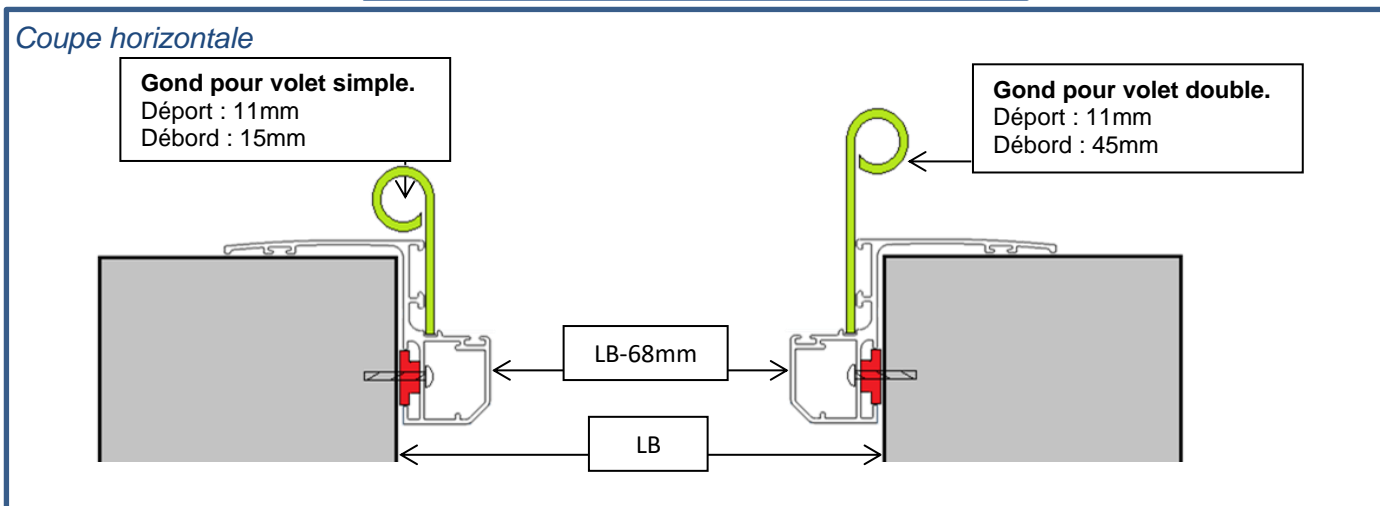 Coupe horizontale
Gond pour volet simple.
Déport : 11mm
Débord : 15mm
Gond pour volet double.
Déport : 11mm
Débord : 45mm
LB-68mm
LB